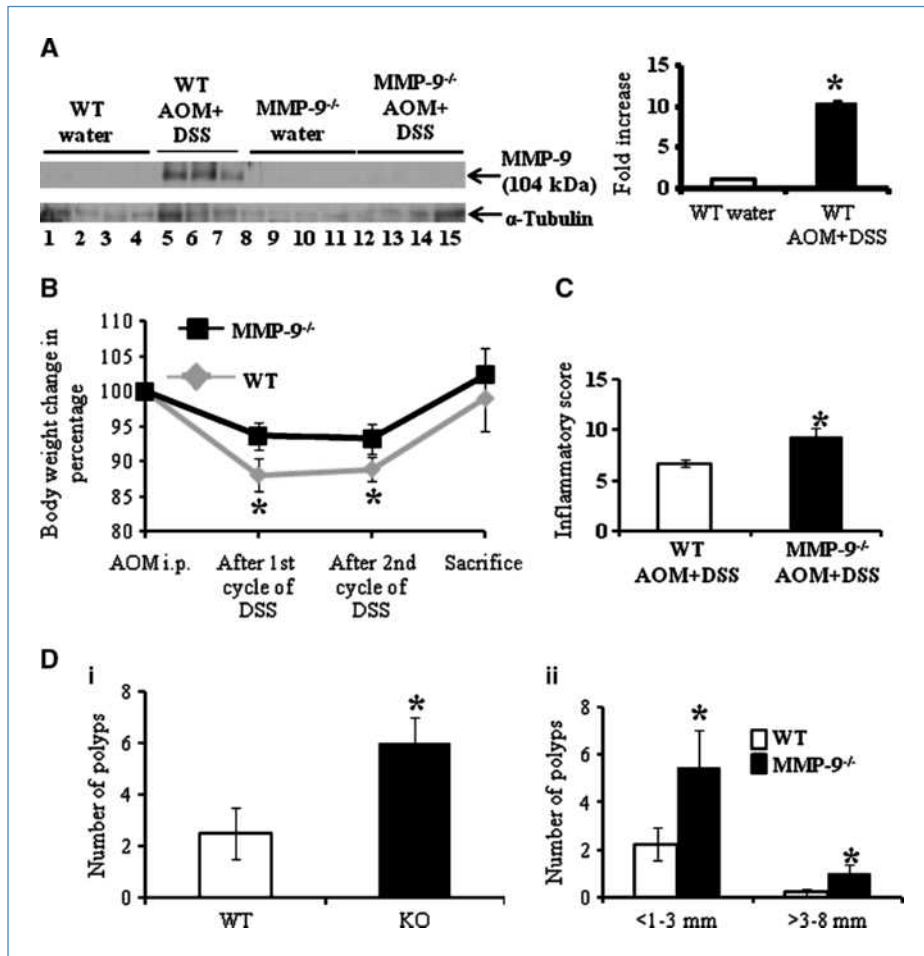 A
WT
water
WT
AOM+
DSS
MMP-9-/-
water
MMP-9-/-
AOM+
DSS
MMP-9
(104 kDa)
α-Tubulin
1 2 3 4 5 6 7 8 9 10 11 12 13 14 15
Fold increase
15
10
5
0
*
WT water
WT
AOM+DSS
B
Body weight change in
percentage
110
105
100
95
90
85
80
MMP-9-/-
WT
*
*
AOM i.p.
After 1st
cycle of
DSS
After 2nd
cycle of
DSS
Sacrifice
C
Inflammatory score
15
10
5
0
*
WT
AOM+DSS
MMP-9-/-
AOM+DSS
D
i
Number of polyps
8
6
4
2
0
*
WT
KO
ii
Number of polyps
8
6
4
2
0
*
*
WT
MMP-9-/-
<1-3 mm
>3-8 mm